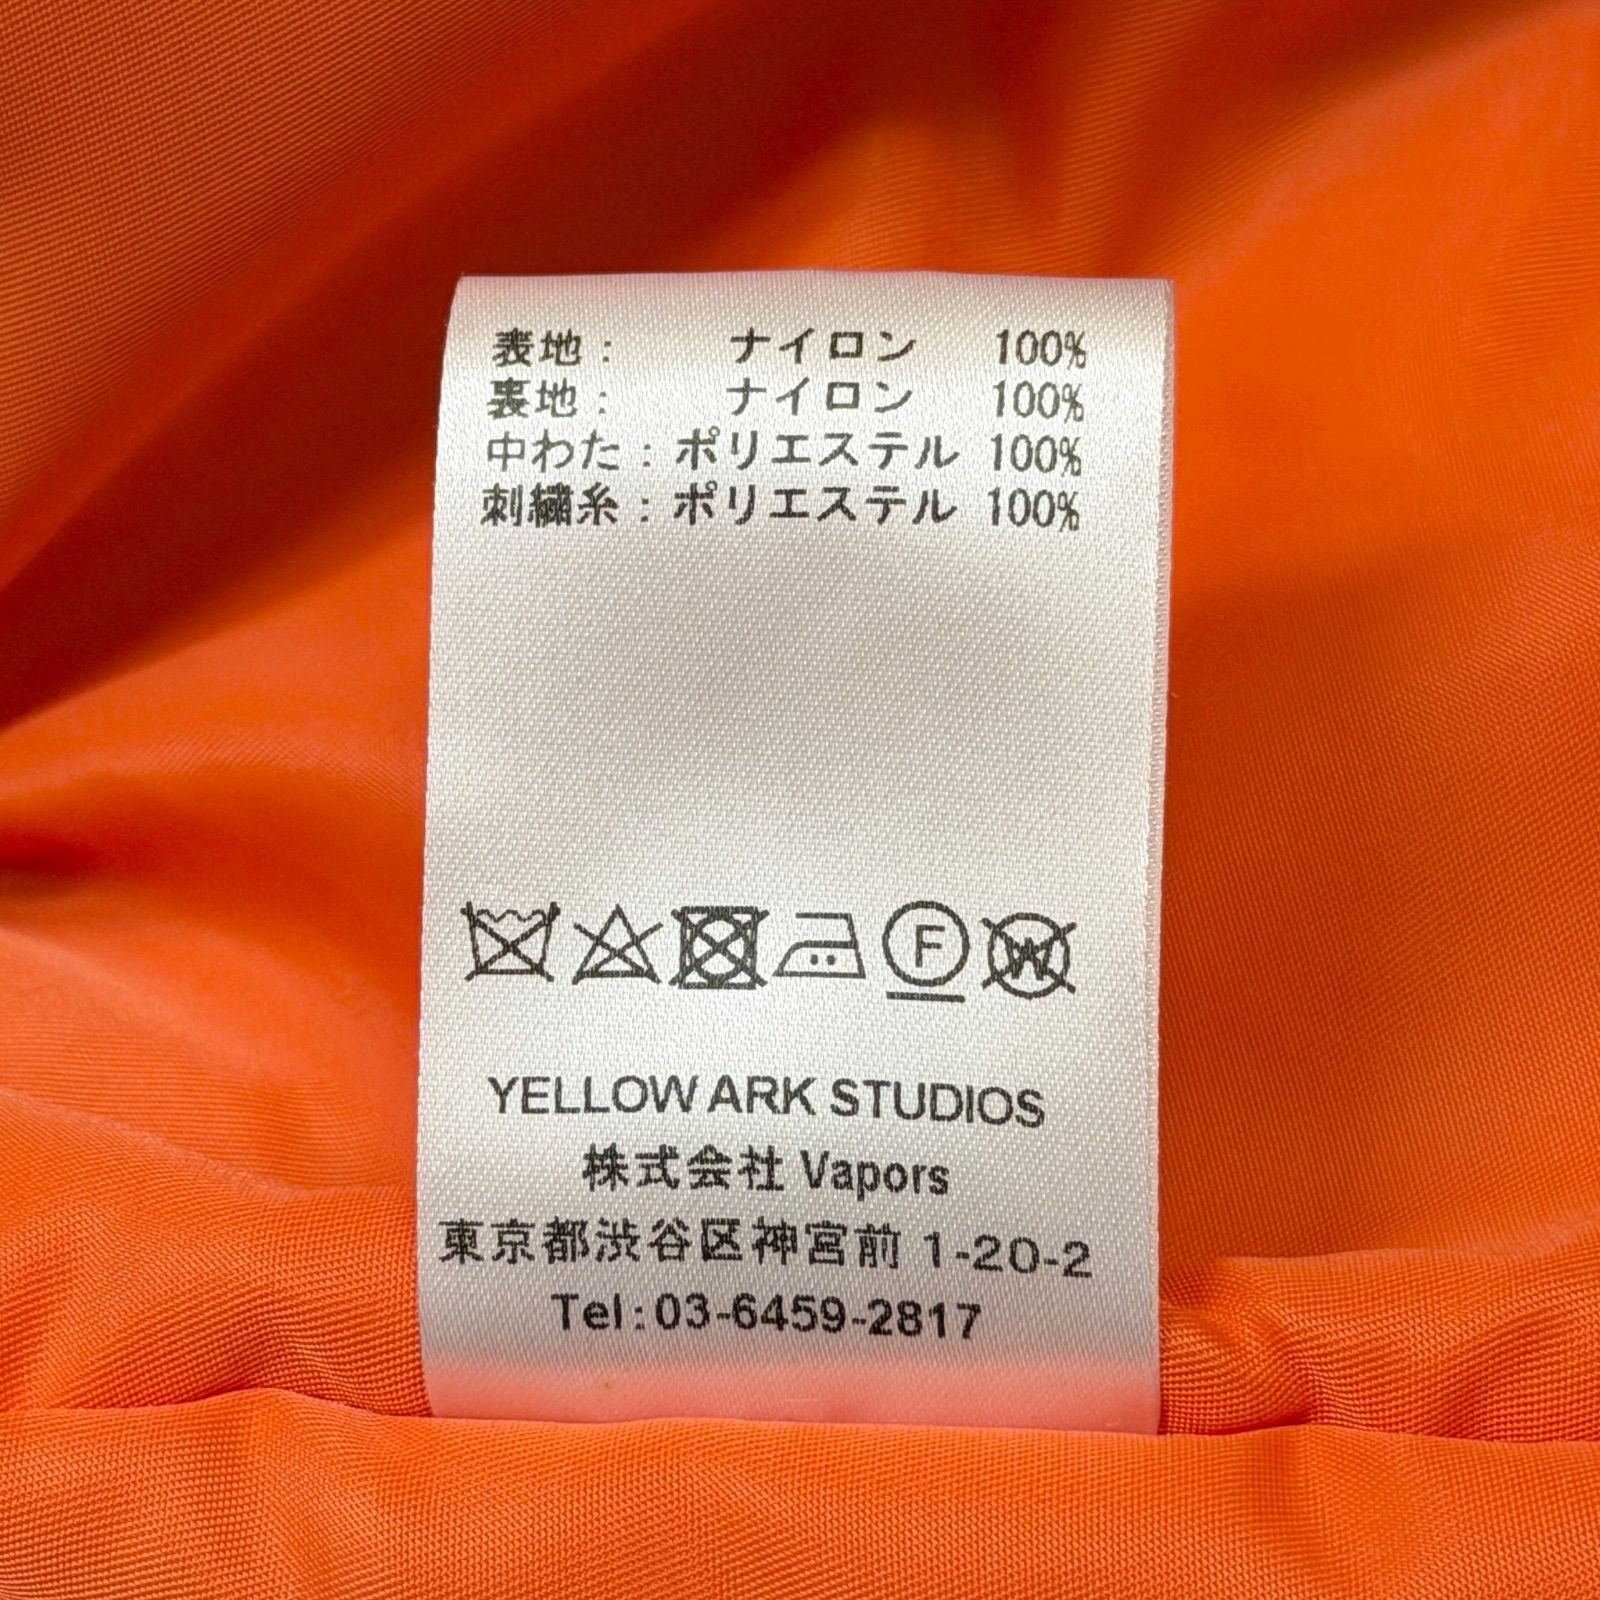 表地： ナイロン 100%
裏地： ナイロン 100%
中わた：ポリエステル 100%
刺繍糸：ポリエステル 100%
F W
YELLOW ARK STUDIOS
株式会社 Vapors
東京都渋谷区神宮前 1-20-2
Tel:03-6459-2817